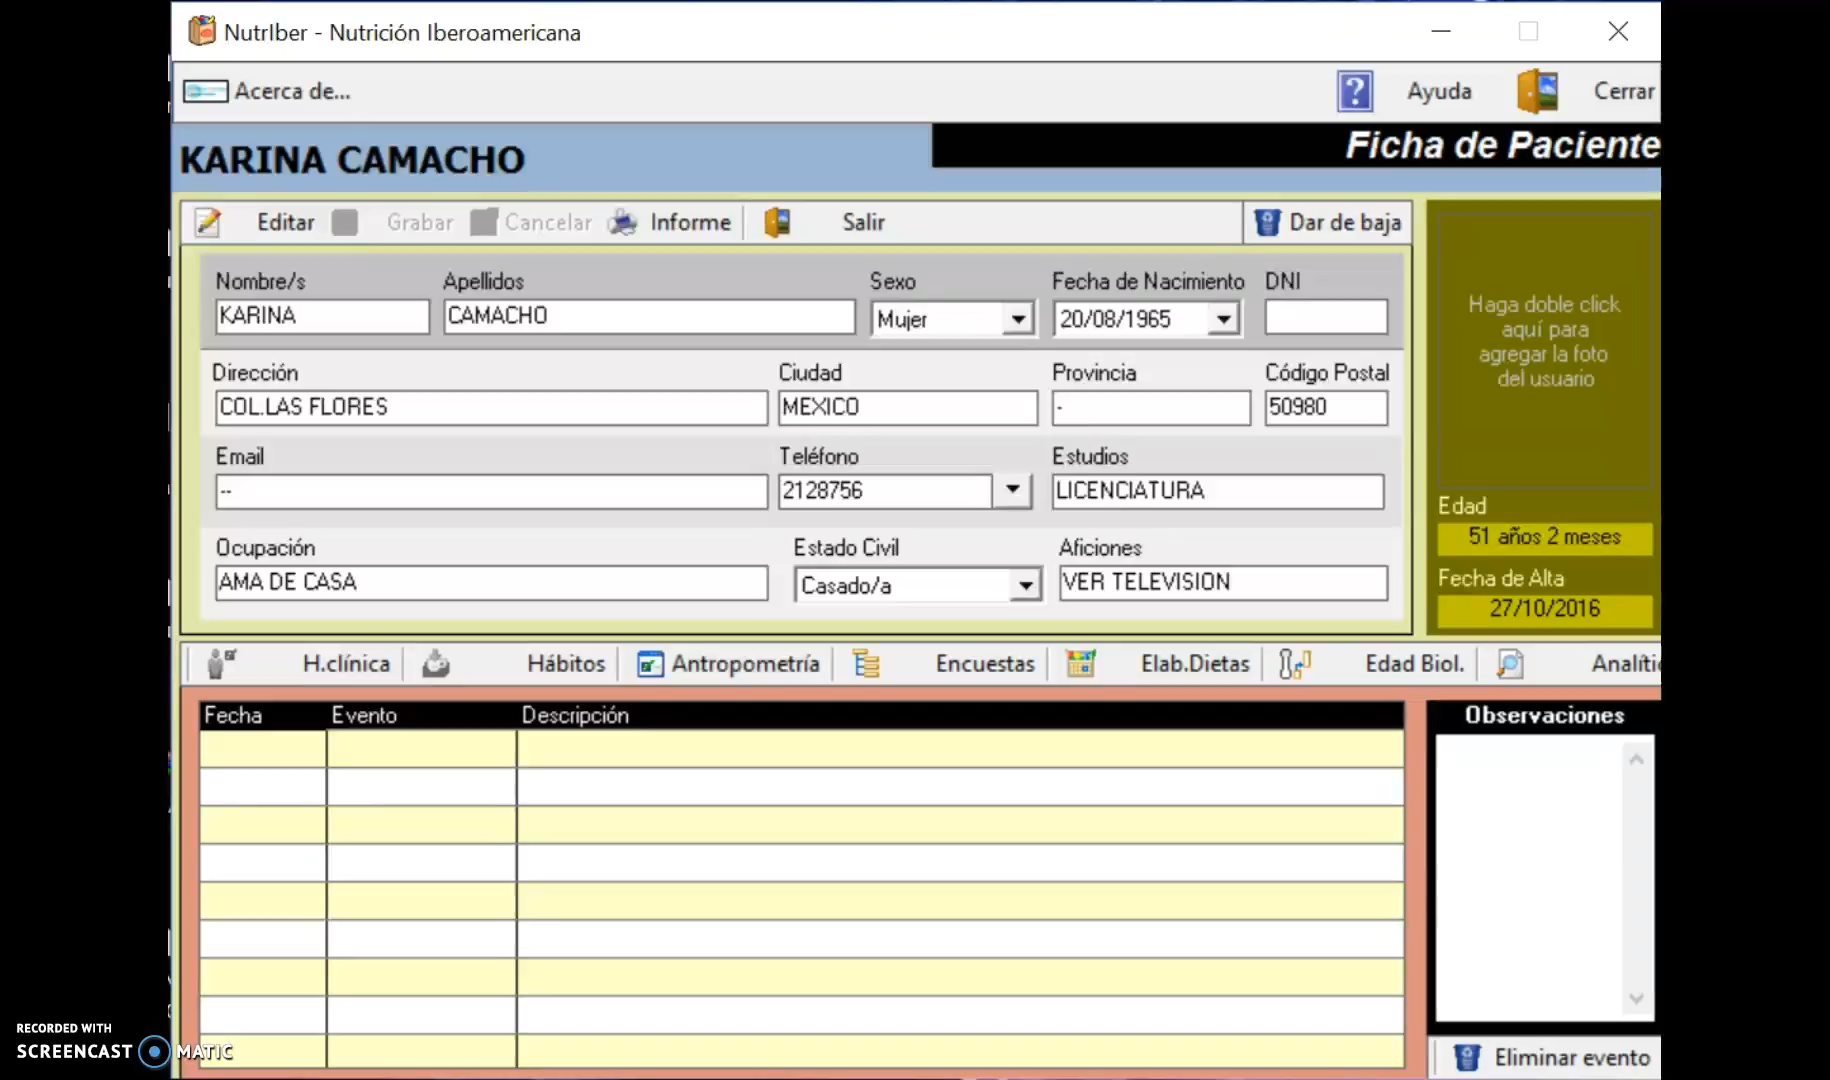 NutrIber - Nutrición Iberoamericana
Acerca de... Ayuda Cerrar
KARINA CAMACHO Ficha de Paciente
Editar Grabar Cancelar Informe Salir Dar de baja
Nombre/s Apellidos Sexo Fecha de Nacimiento DNI
KARINA CAMACHO Mujer 20/08/1965
Haga doble click
aquí para
agregar la foto
del usuario
Dirección Ciudad Provincia Código Postal
COL.LAS FLORES MEXICO - 50980
Email Teléfono Estudios
-- 2128756 LICENCIATURA
Edad
51 años 2 meses
Ocupación Estado Civil Aficiones
AMA DE CASA Casado/a VER TELEVISION
Fecha de Alta
27/10/2016
H.clínica Hábitos Antropometría Encuestas Elab.Dietas Edad Biol. Analíti
Fecha Evento Descripción Observaciones
Eliminar evento
RECORDED WITH
SCREENCAST MATIC